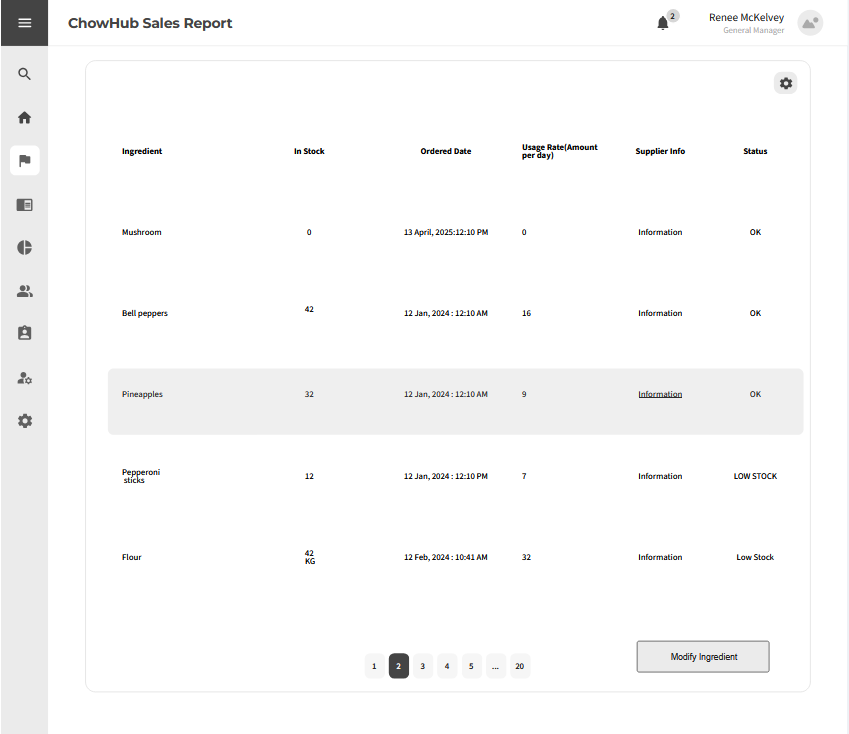 ChowHub Sales Report
2
Renee McKelvey
General Manager
Ingredient
In Stock
Ordered Date
Usage Rate(Amount
per day)
Supplier Info
Status
Mushroom
0
13 April, 2025:12:10 PM
0
Information
OK
Bell peppers
42
12 Jan, 2024 : 12:10 AM
16
Information
OK
Pineapples
32
12 Jan, 2024 : 12:10 AM
9
Information
OK
Pepperoni
sticks
12
12 Jan, 2024 : 12:10 PM
7
Information
LOW STOCK
Flour
42
KG
12 Feb, 2024 : 10:41 AM
32
Information
Low Stock
1 2 3 4 5 ... 20
Modify Ingredient